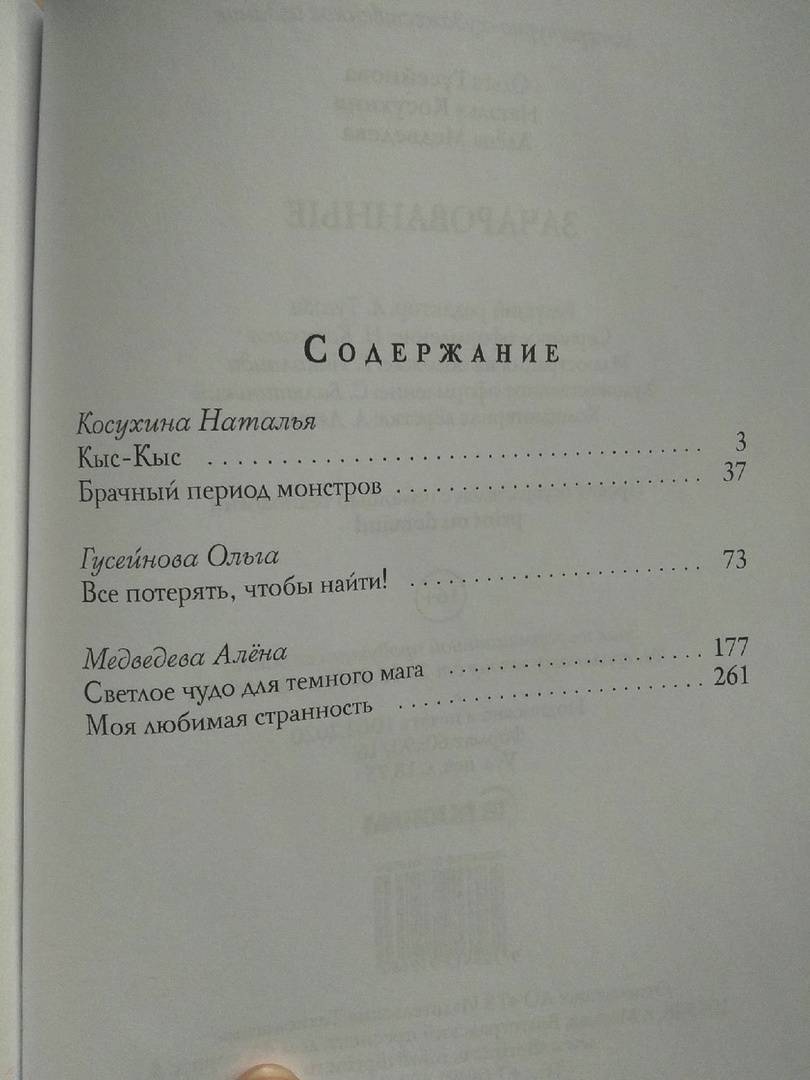 Содержание
Косухина Наталья
Кыс-Кыс 3
Брачный период монстров 37
Гусейнова Ольга
Все потерять, чтобы найти! 73
Медведева Алёна
Светлое чудо для темного мага 177
Моя любимая странность 261